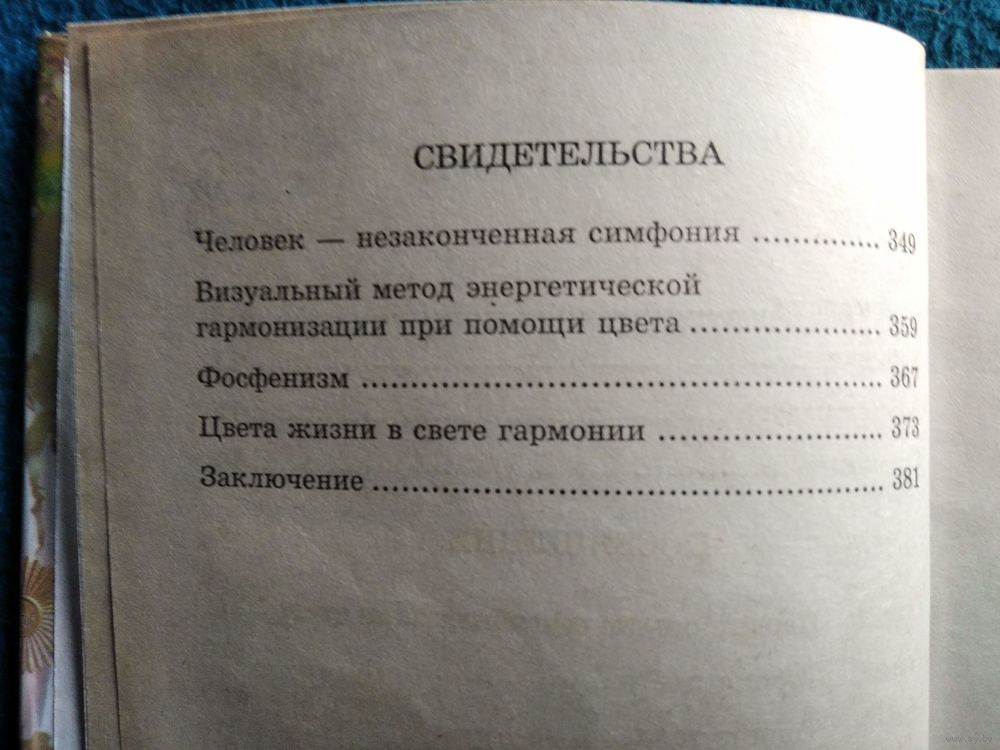 СВИДЕТЕЛЬСТВА
Человек — незаконченная симфония .............. 349
Визуальный метод энергетической
гармонизации при помощи цвета ................... 359
Фосфенизм .................................................. 367
Цвета жизни в свете гармонии ...................... 373
Заключение ................................................. 381